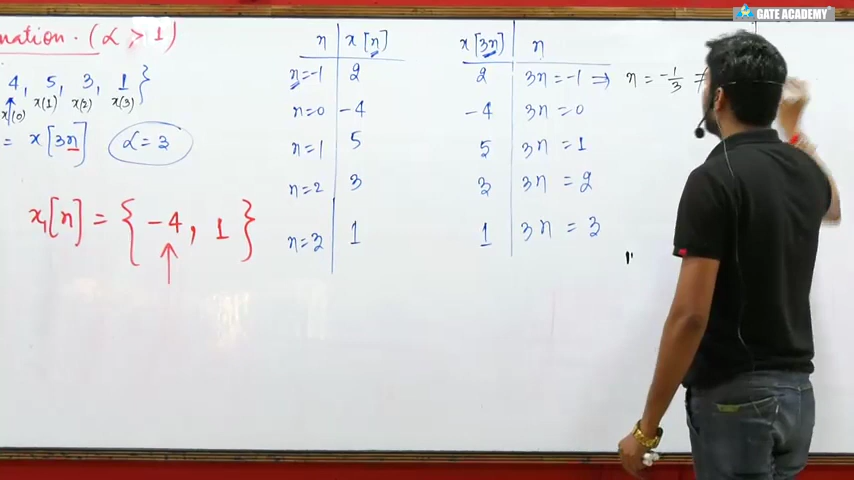 GATE ACADEMY
nation. (α > 1)
4, 5, 3, 1}
x(0) x(1) x(2) x(3)
= x[3n] α = 3
x₁[n] = { -4, 1 }
↑
n x[n]
n=-1 2
n=0 -4
n=1 5
n=2 3
n=3 1
x[3n] n
2 3n = -1 ⇒ n = -1/3 ≠
-4 3n = 0
5 3n = 1
3 3n = 2
1 3n = 3